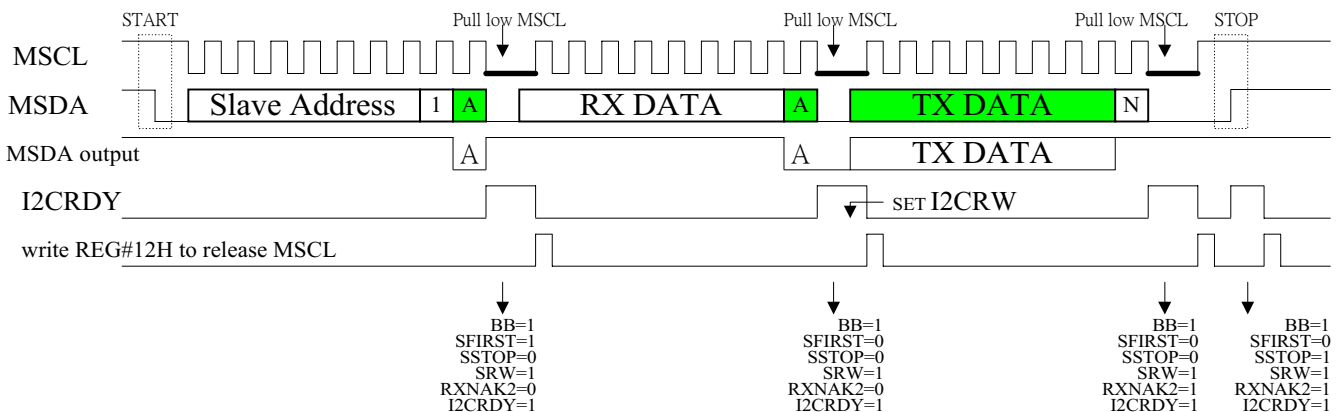 START Pull low MSCL Pull low MSCL Pull low MSCL STOP
MSCL
MSDA Slave Address 1 A RX DATA A TX DATA N
MSDA output A A TX DATA
I2CRDY SET I2CRW
write REG#12H to release MSCL
BB=1 BB=1 BB=1 BB=1
SFIRST=1 SFIRST=0 SFIRST=0 SFIRST=0
SSTOP=0 SSTOP=0 SSTOP=0 SSTOP=1
SRW=1 SRW=1 SRW=1 SRW=1
RXNAK2=0 RXNAK2=0 RXNAK2=1 RXNAK2=1
I2CRDY=1 I2CRDY=1 I2CRDY=1 I2CRDY=1